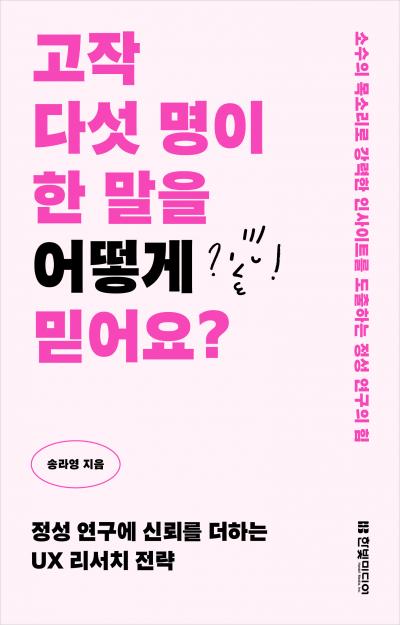 고작
다섯 명이
한 말을
어떻게 ? !
믿어요?
소수의 목소리로 강력한 인사이트를 도출하는 정성 연구의 힘
송라영 지음
정성 연구에 신뢰를 더하는
UX 리서치 전략
한빛미디어